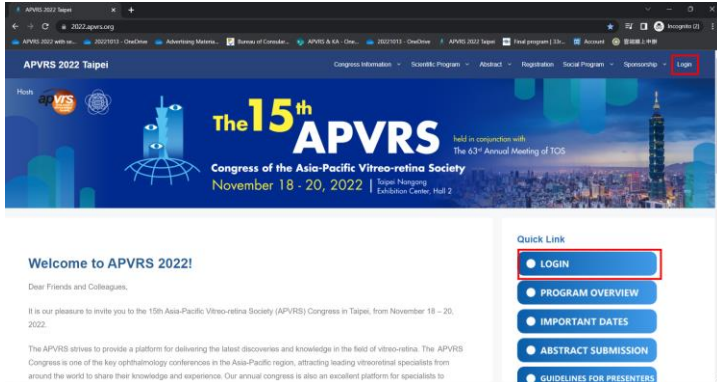 APVRS 2022 Taipei
2022.apvrs.org
Incognito (2)
APVRS 2022 with se... 20221013 - OneDrive Advertising Materia... Bureau of Consular... APVRS & KA - One... 20221013 - OneDrive APVRS 2022 Taipei Final program | 33r... Account
APVRS 2022 Taipei
Congress Information Scientific Program Abstract Registration Social Program Sponsorship Login
Hosts
apvrs
The 15th
APVRS
held in conjunction with
The 63rd Annual Meeting of TOS
Congress of the Asia-Pacific Vitreo-retina Society
November 18 - 20, 2022 | Taipei Nangang
Exhibition Center, Hall 2
Quick Link
LOGIN
PROGRAM OVERVIEW
IMPORTANT DATES
ABSTRACT SUBMISSION
GUIDELINES FOR PRESENTERS
Welcome to APVRS 2022!
Dear Friends and Colleagues,
It is our pleasure to invite you to the 15th Asia-Pacific Vitreo-retina Society (APVRS) Congress in Taipei, from November 18 – 20,
2022.
The APVRS strives to provide a platform for delivering the latest discoveries and knowledge in the field of vitreo-retina. The APVRS
Congress is one of the key ophthalmology conferences in the Asia-Pacific region, attracting leading vitreoretinal specialists from
around the world to share their knowledge and experience. Our annual congress is also an excellent platform for specialists to